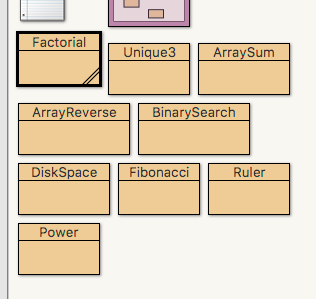 Factorial
Unique3
ArraySum
ArrayReverse
BinarySearch
DiskSpace
Fibonacci
Ruler
Power